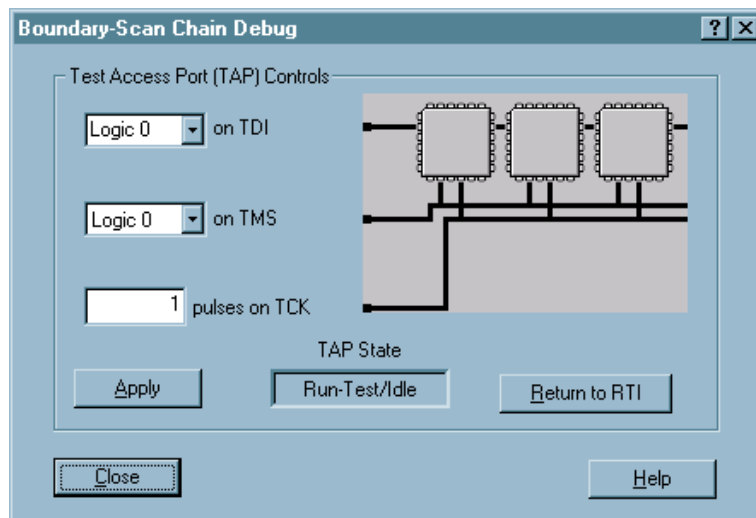 Boundary-Scan Chain Debug
Test Access Port (TAP) Controls
Logic 0 on TDI
Logic 0 on TMS
1 pulses on TCK
TAP State
Apply Run-Test/Idle Return to RTI
Close Help